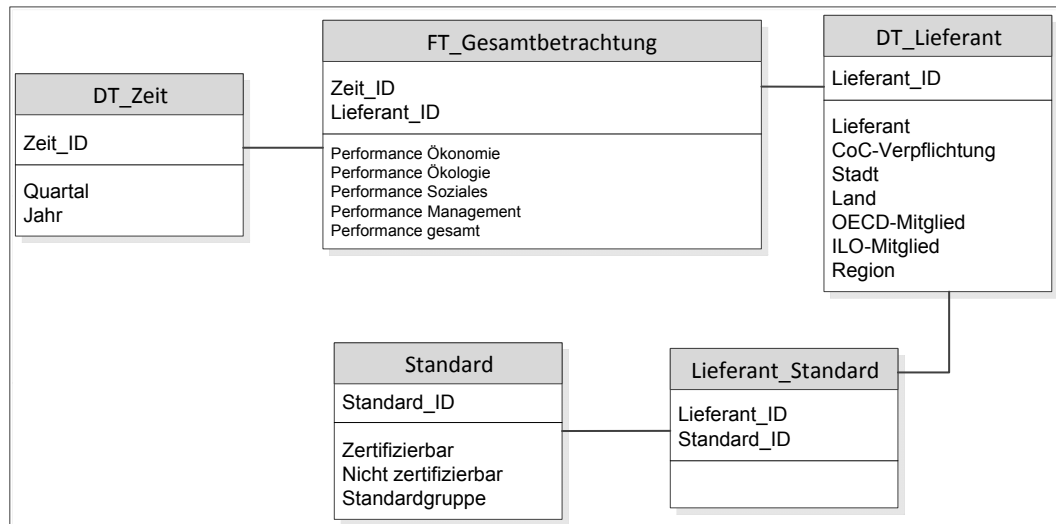 DT_Zeit
Zeit_ID
Quartal
Jahr
FT_Gesamtbetrachtung
Zeit_ID
Lieferant_ID
Performance Ökonomie
Performance Ökologie
Performance Soziales
Performance Management
Performance gesamt
DT_Lieferant
Lieferant_ID
Lieferant
CoC-Verpflichtung
Stadt
Land
OECD-Mitglied
ILO-Mitglied
Region
Standard
Standard_ID
Zertifizierbar
Nicht zertifizierbar
Standardgruppe
Lieferant_Standard
Lieferant_ID
Standard_ID